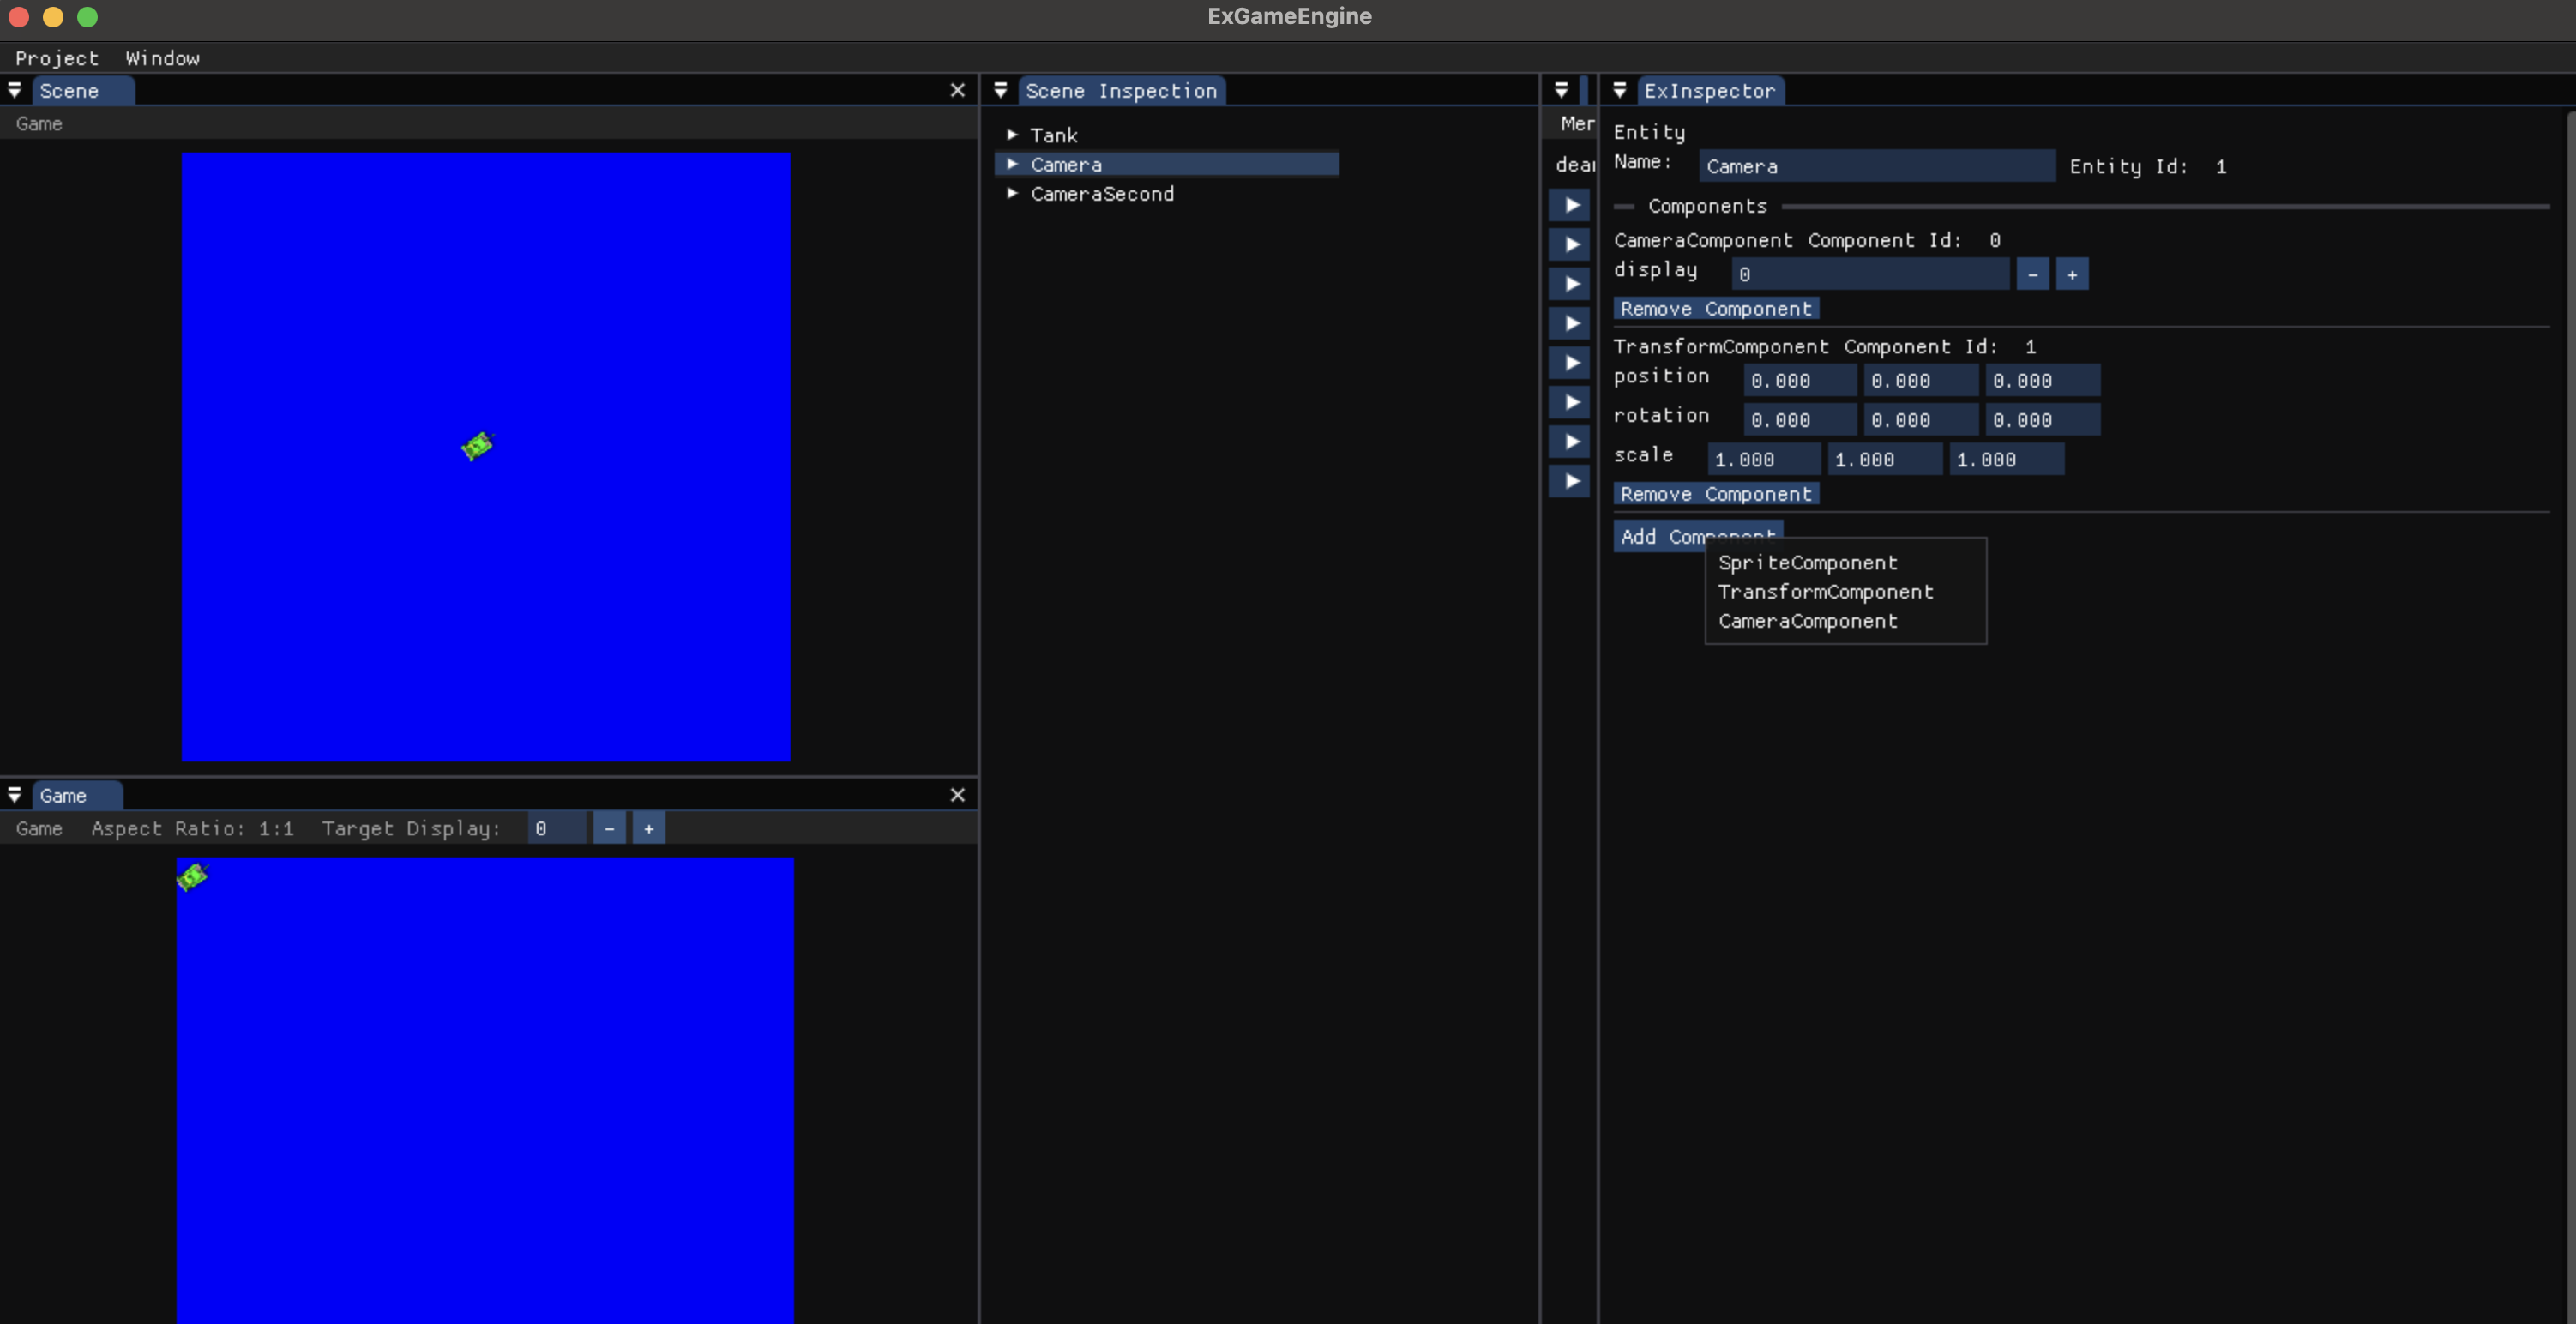 ExGameEngine
Project Window
Scene
Game
Game
Game Aspect Ratio: 1:1 Target Display: 0 - +
Scene Inspection
Tank
Camera
CameraSecond
Mer
dear
ExInspector
Entity
Name: Camera Entity Id: 1
Components
CameraComponent Component Id: 0
display 0 - +
Remove Component
TransformComponent Component Id: 1
position 0.000 0.000 0.000
rotation 0.000 0.000 0.000
scale 1.000 1.000 1.000
Remove Component
Add Component
SpriteComponent
TransformComponent
CameraComponent